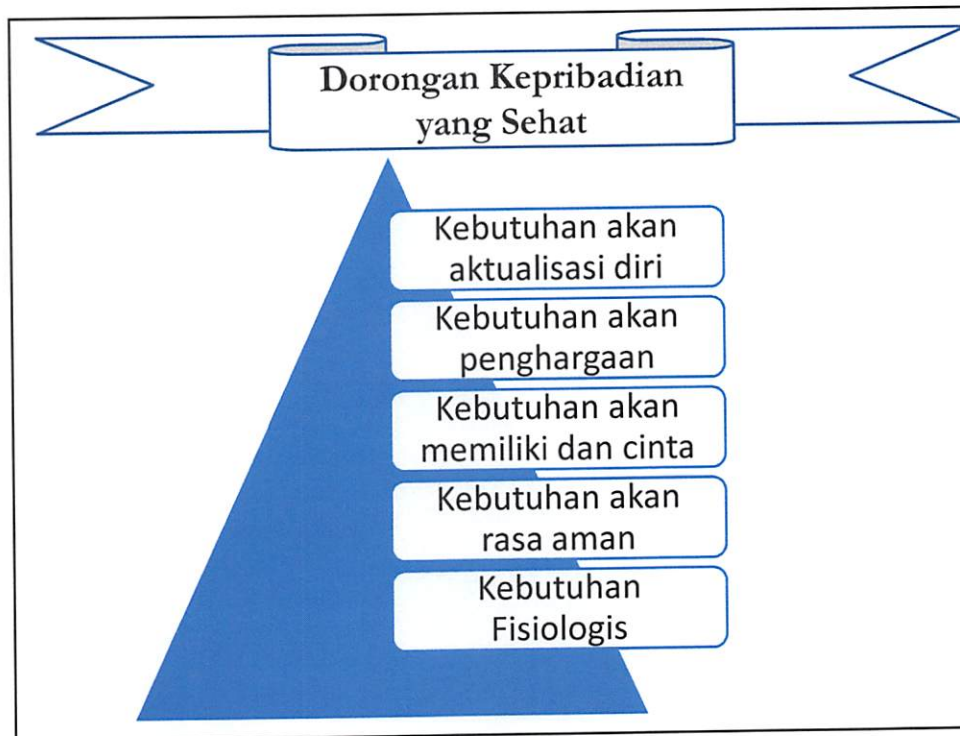 Dorongan Kepribadian
yang Sehat
Kebutuhan akan
aktualisasi diri
Kebutuhan akan
penghargaan
Kebutuhan akan
memiliki dan cinta
Kebutuhan akan
rasa aman
Kebutuhan
Fisiologis